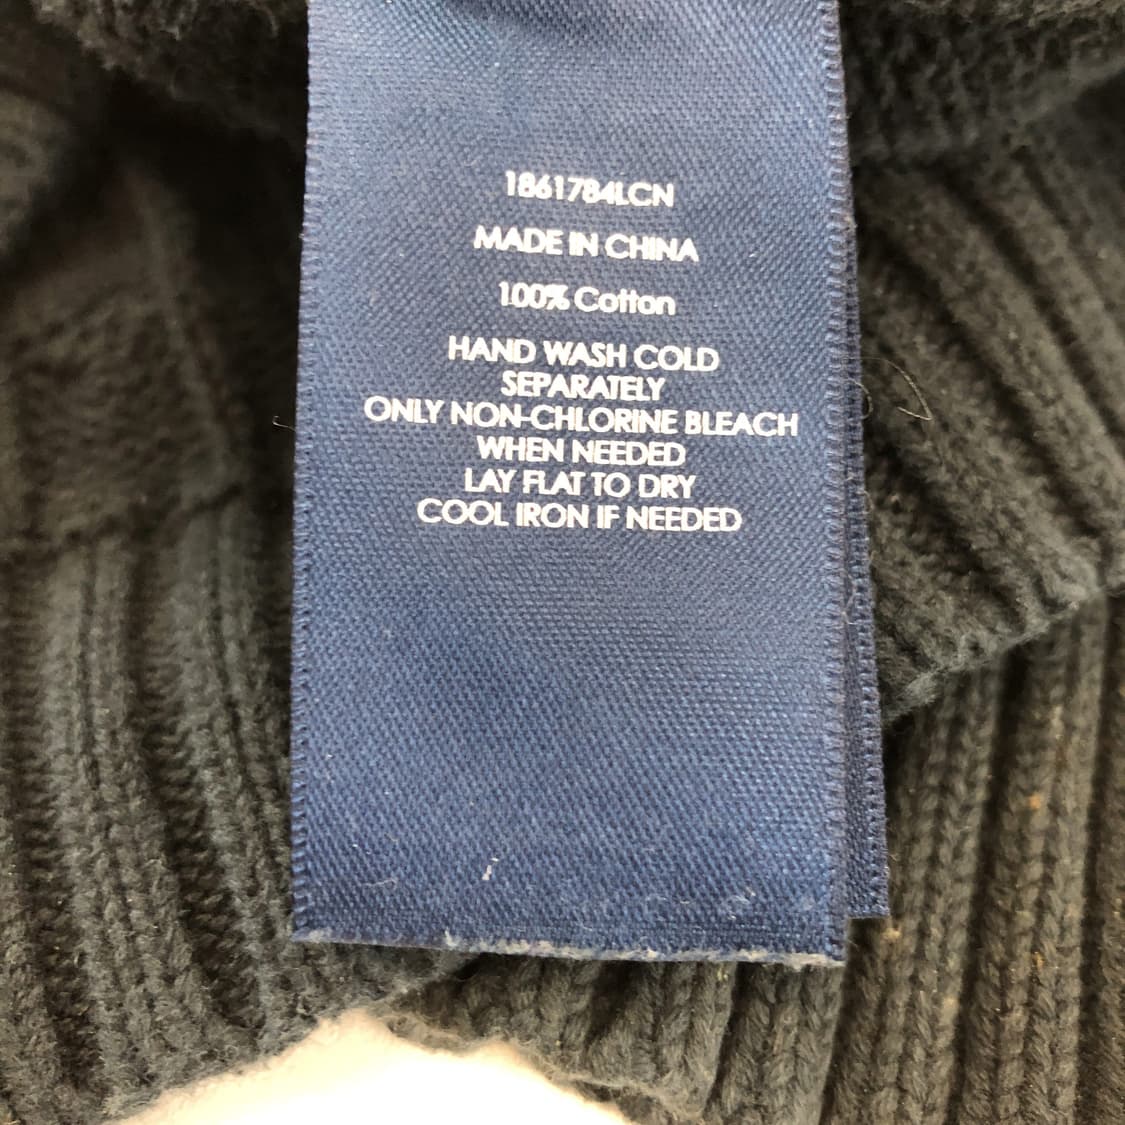 1861784LCN
MADE IN CHINA
100% Cotton
HAND WASH COLD
SEPARATELY
ONLY NON-CHLORINE BLEACH
WHEN NEEDED
LAY FLAT TO DRY
COOL IRON IF NEEDED